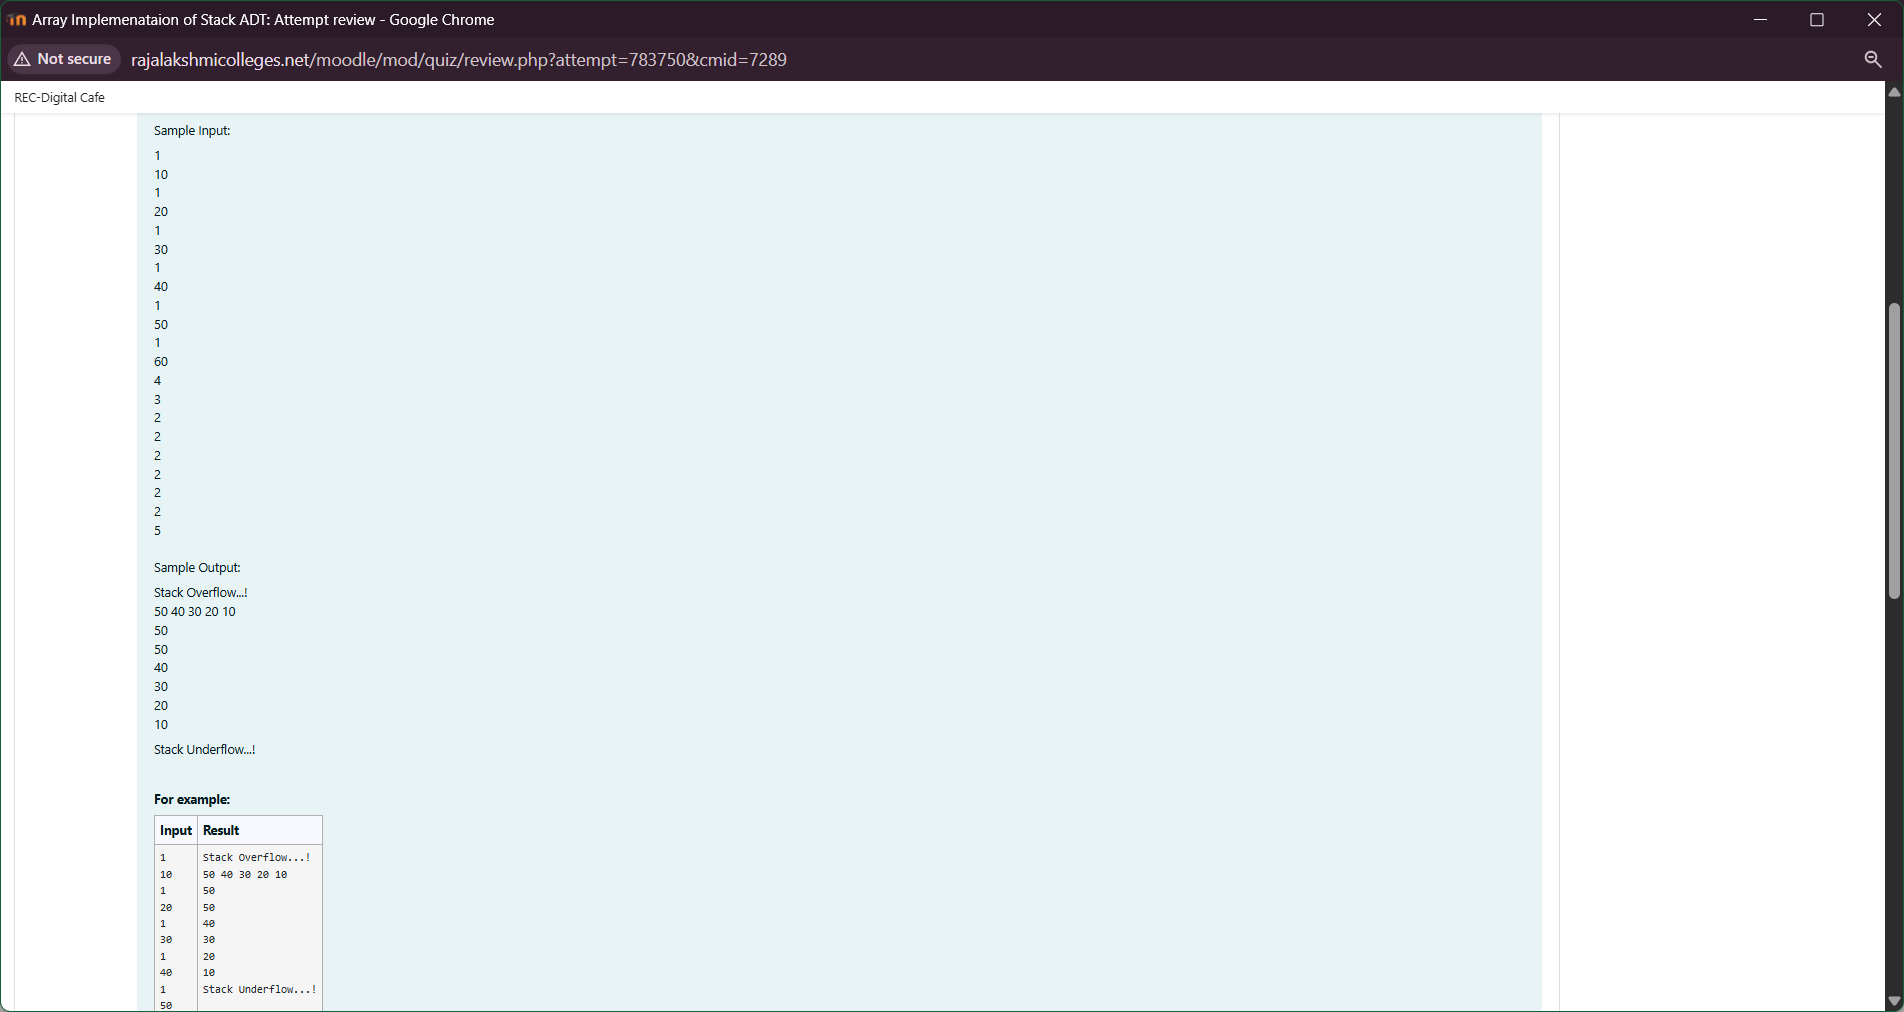 Array Implemenataion of Stack ADT: Attempt review - Google Chrome
Not secure
rajalakshmicolleges.net/moodle/mod/quiz/review.php?attempt=783750&cmid=7289
REC-Digital Cafe
Sample Input:
1
10
1
20
1
30
1
40
1
50
1
60
4
3
2
2
2
2
2
2
5
Sample Output:
Stack Overflow...!
50 40 30 20 10
50
50
40
30
20
10
Stack Underflow...!
For example:
Input Result
1 Stack Overflow...!
10 50 40 30 20 10
1 50
20 50
1 40
30 30
1 20
40 10
1 Stack Underflow...!
50